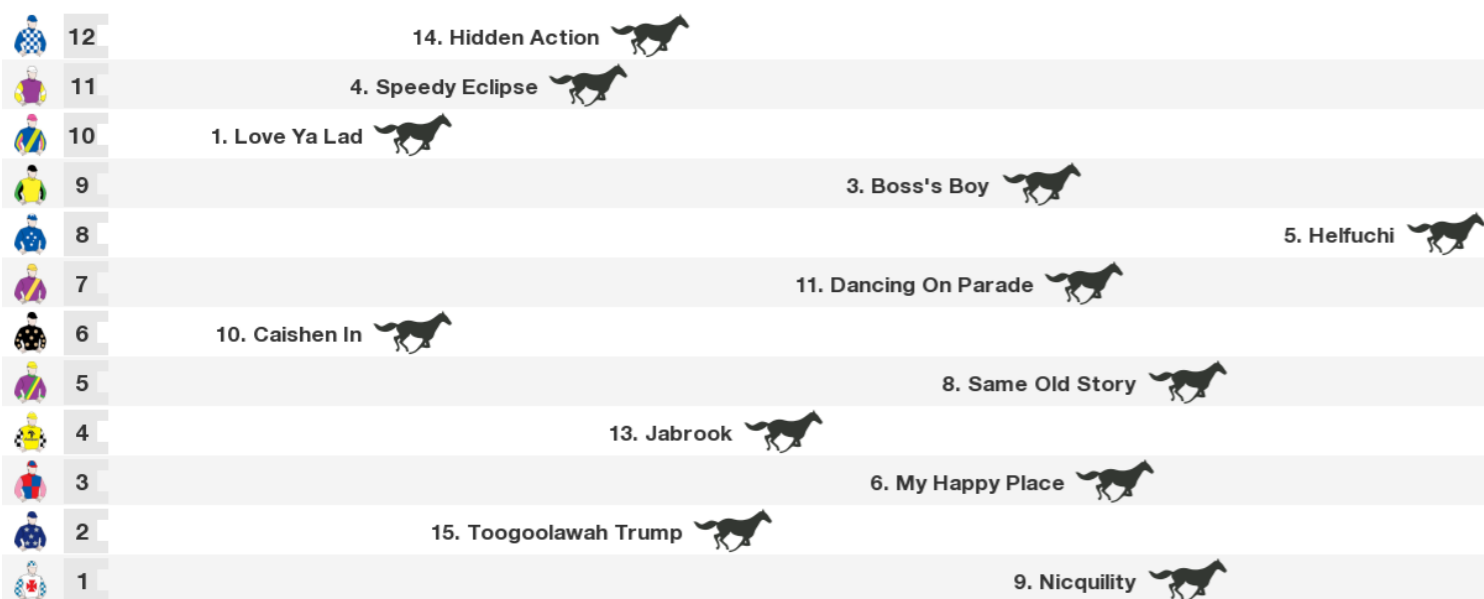 12 14. Hidden Action
11 4. Speedy Eclipse
10 1. Love Ya Lad
9 3. Boss's Boy
8 5. Helfuchi
7 11. Dancing On Parade
6 10. Caishen In
5 8. Same Old Story
4 13. Jabrook
3 6. My Happy Place
2 15. Toogoolawah Trump
1 9. Nicquility